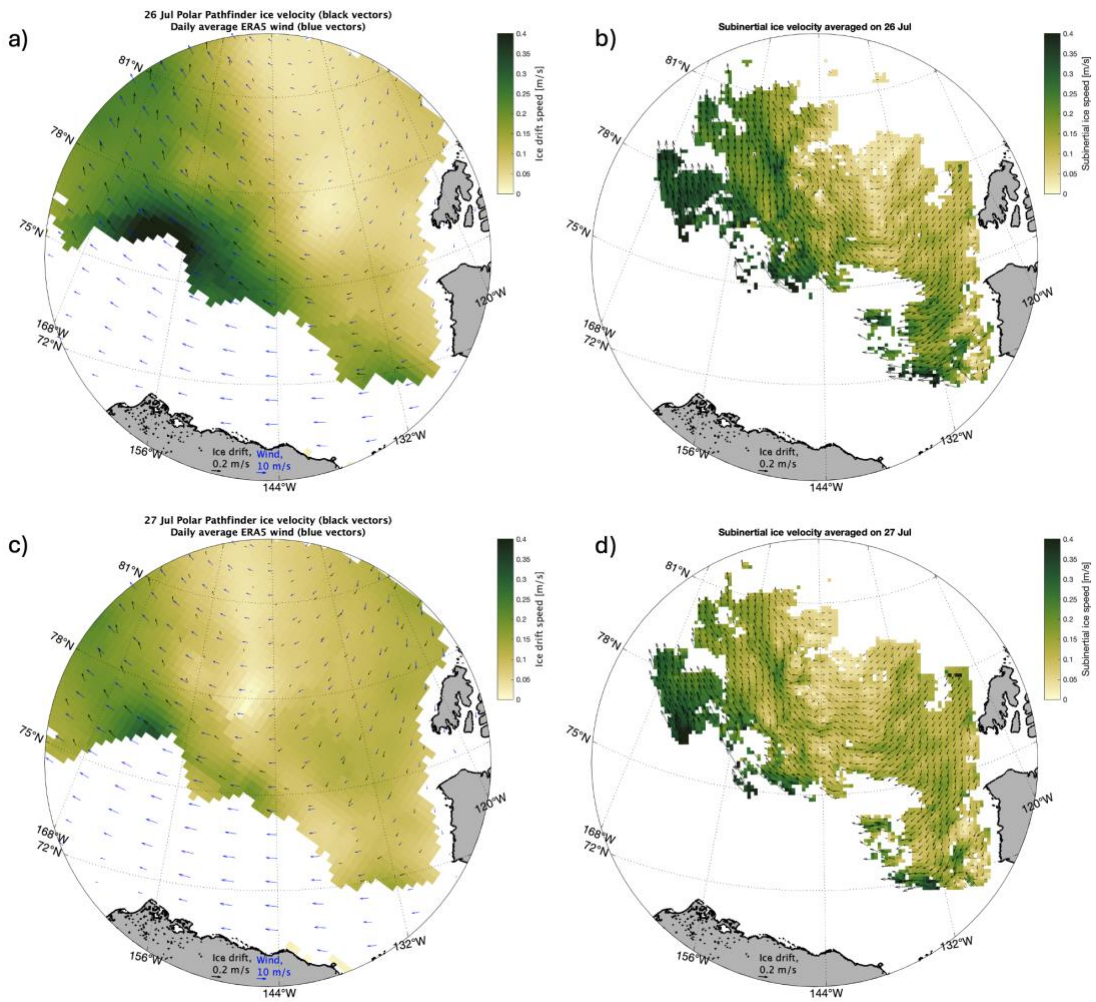 26 Jul Polar Pathfinder ice velocity (black vectors)
Daily average ERA5 wind (blue vectors)
a)
81°N
78°N
75°N
168°W
72°N
156°W
144°W
132°W
120°W
Ice drift,
0.2 m/s
Wind,
10 m/s
0.4
0.35
0.3
0.25
0.2
0.15
0.1
0.05
0
Ice drift speed [m/s]
Subinertial ice velocity averaged on 26 Jul
b)
81°N
78°N
75°N
168°W
72°N
156°W
144°W
132°W
120°W
Ice drift,
0.2 m/s
0.4
0.35
0.3
0.25
0.2
0.15
0.1
0.05
0
Subinertial ice speed [m/s]
27 Jul Polar Pathfinder ice velocity (black vectors)
Daily average ERA5 wind (blue vectors)
c)
81°N
78°N
75°N
168°W
72°N
156°W
144°W
132°W
120°W
Ice drift,
0.2 m/s
Wind,
10 m/s
0.4
0.35
0.3
0.25
0.2
0.15
0.1
0.05
0
Ice drift speed [m/s]
Subinertial ice velocity averaged on 27 Jul
d)
81°N
78°N
75°N
168°W
72°N
156°W
144°W
132°W
120°W
Ice drift,
0.2 m/s
0.4
0.35
0.3
0.25
0.2
0.15
0.1
0.05
0
Subinertial ice speed [m/s]